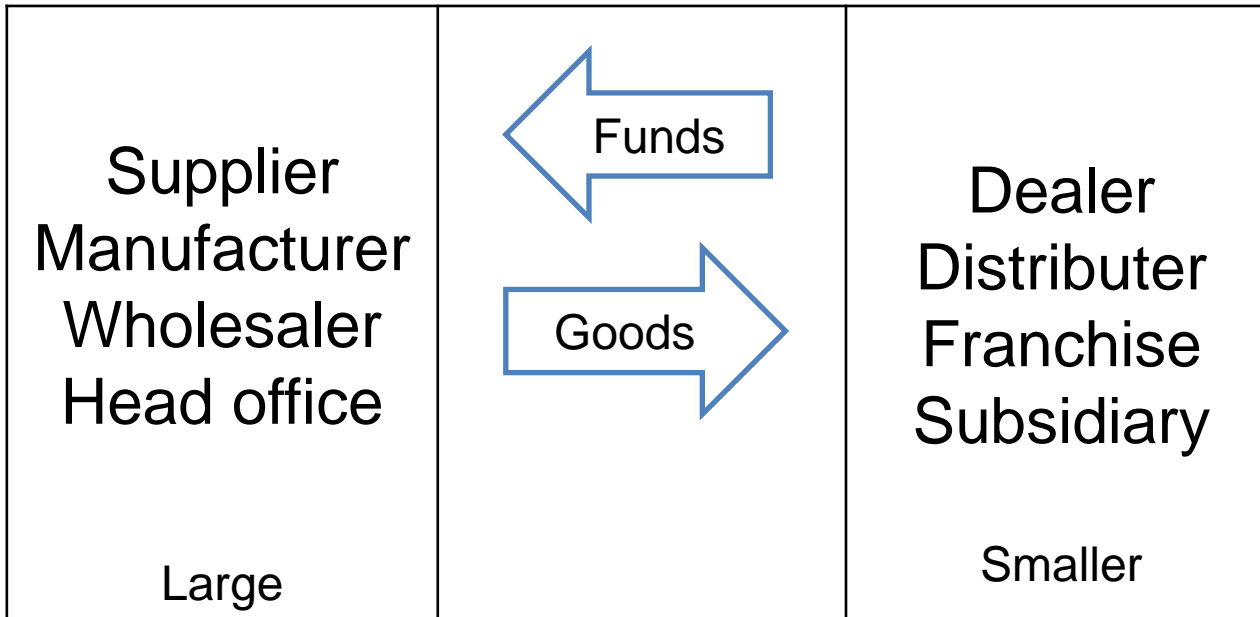 Supplier
Manufacturer
Wholesaler
Head office
Large
Funds
Goods
Dealer
Distributer
Franchise
Subsidiary
Smaller